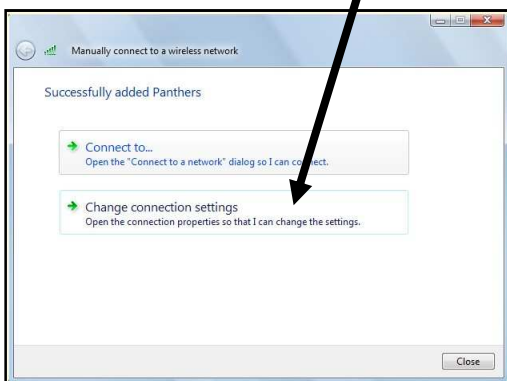 Manually connect to a wireless network
Successfully added Panthers
Connect to...
Open the "Connect to a network" dialog so I can connect.
Change connection settings
Open the connection properties so that I can change the settings.
Close